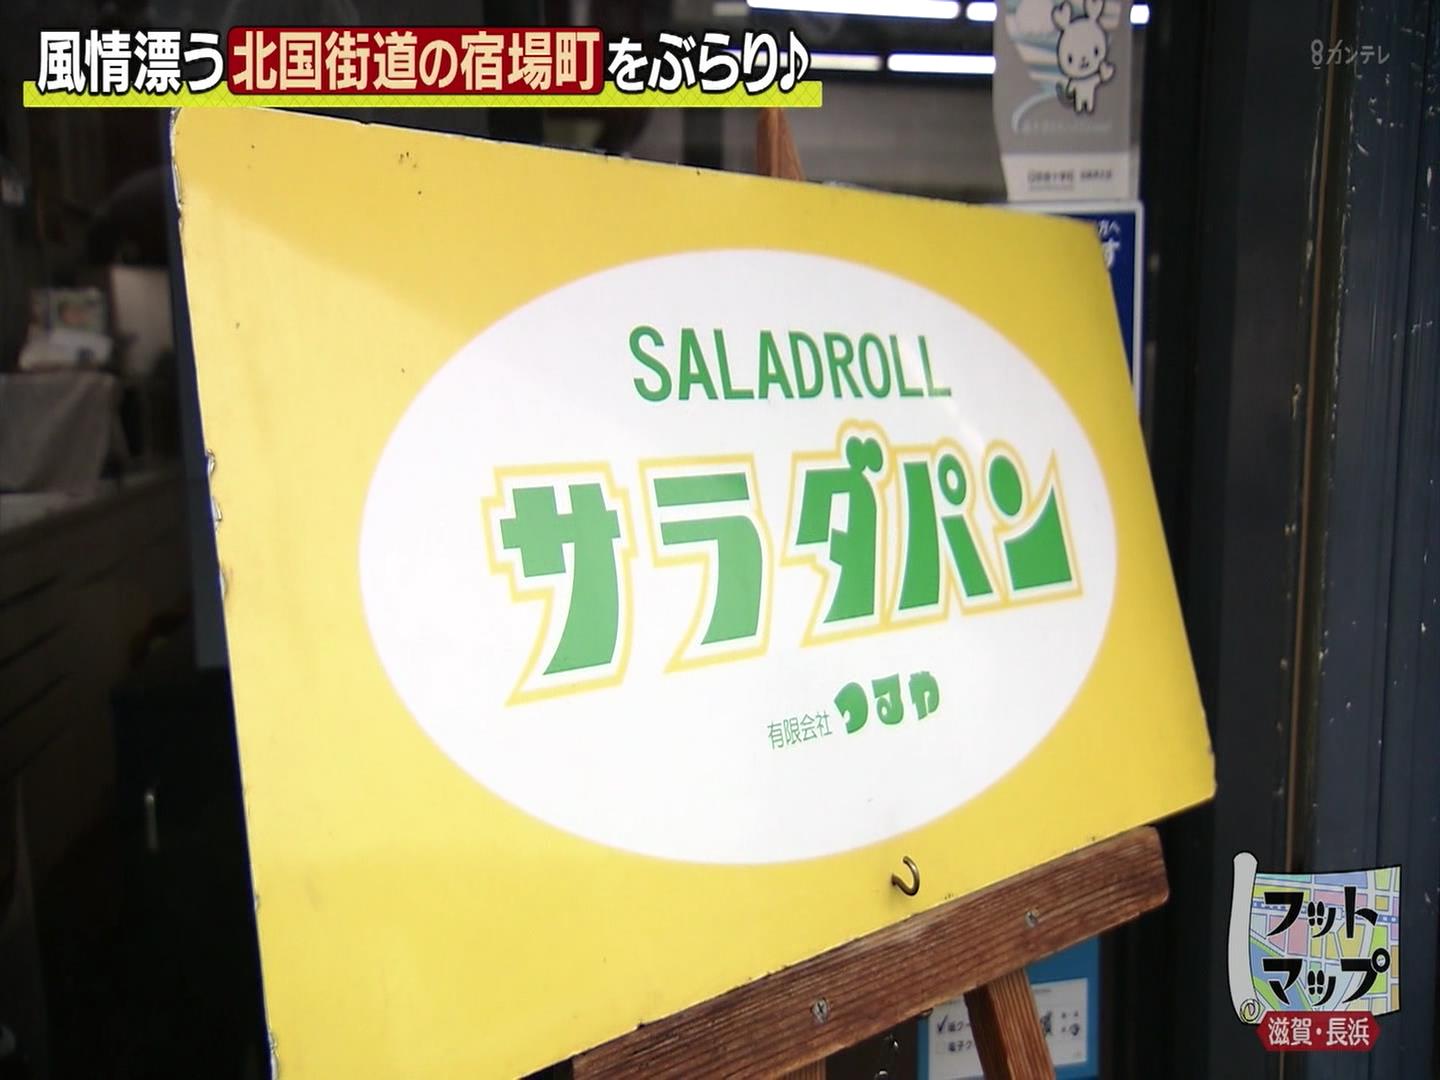 風情漂う北国街道の宿場町をぶらり♪
8カンテレ
SALADROLL
サラダパン
有限会社 つるや
フット
マップ
滋賀・長浜